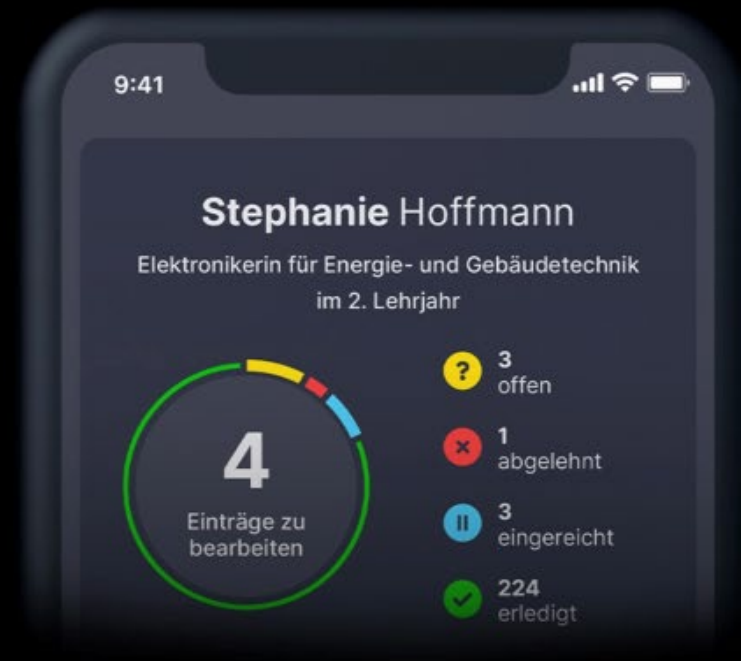 9:41
Stephanie Hoffmann
Elektronikerin für Energie- und Gebäudetechnik
im 2. Lehrjahr
4
Einträge zu
bearbeiten
3
offen
1
abgelehnt
3
eingereicht
224
erledigt